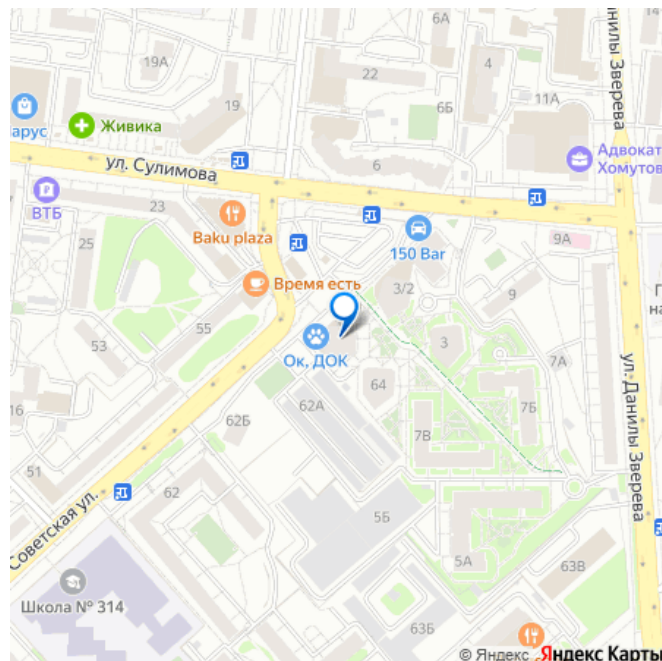 19А
22
4
14
6Б
11А
Данилы Зверева
19
арус
Живика
ул. Сулимова
6
Адвокат
Хомутов
ВТБ
23
Baku plaza
25
150 Bar
9А
3/2
Время есть
9
55
53
Ок, ДОК
3
7А
ул. Данилы Зверева
16
64
62А
7Б
62Б
7В
51
62
Советская ул.
5Б
5А
63В
Школа № 314
63Б
© Яндекс
Яндекс Карты